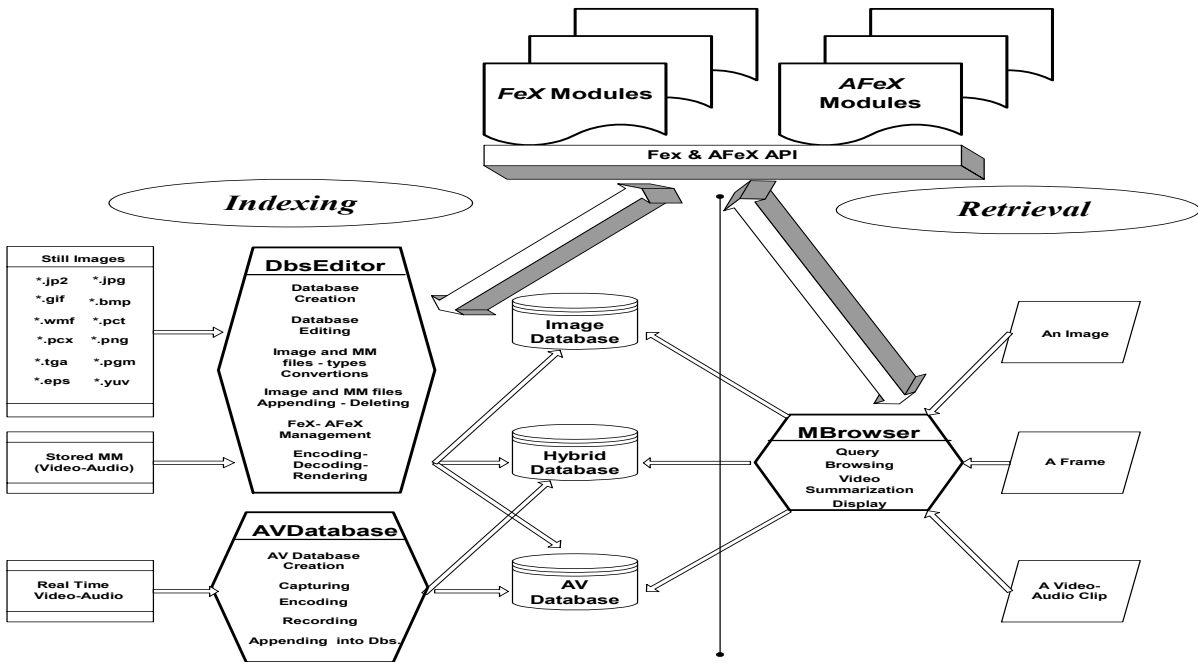 FeX Modules
AFeX
Modules
Fex & AFeX API
Indexing
Retrieval
Still Images
*.jp2 *.jpg
*.gif *.bmp
*.wmf *.pct
*.pcx *.png
*.tga *.pgm
*.eps *.yuv
Stored MM
(Video-Audio)
Real Time
Video-Audio
DbsEditor
Database
Creation
Database
Editing
Image and MM
files - types
Convertions
Image and MM files
Appending - Deleting
FeX- AFeX
Management
Encoding-
Decoding-
Rendering
AVDatabase
AV Database
Creation
Capturing
Encoding
Recording
Appending into Dbs.
Image
Database
Hybrid
Database
AV
Database
MBrowser
Query
Browsing
Video
Summarization
Display
An Image
A Frame
A Video-
Audio Clip